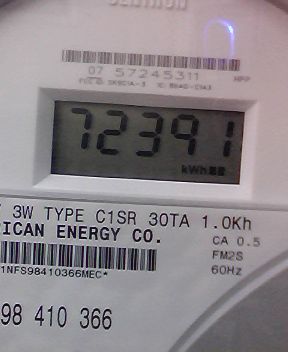 07 57245311
72391
kWh
3W TYPE C1SR 30TA 1.0Kh
RICAN ENERGY CO.
CA 0.5
FM2S
60Hz
1NFS98410366MEC*
98 410 366